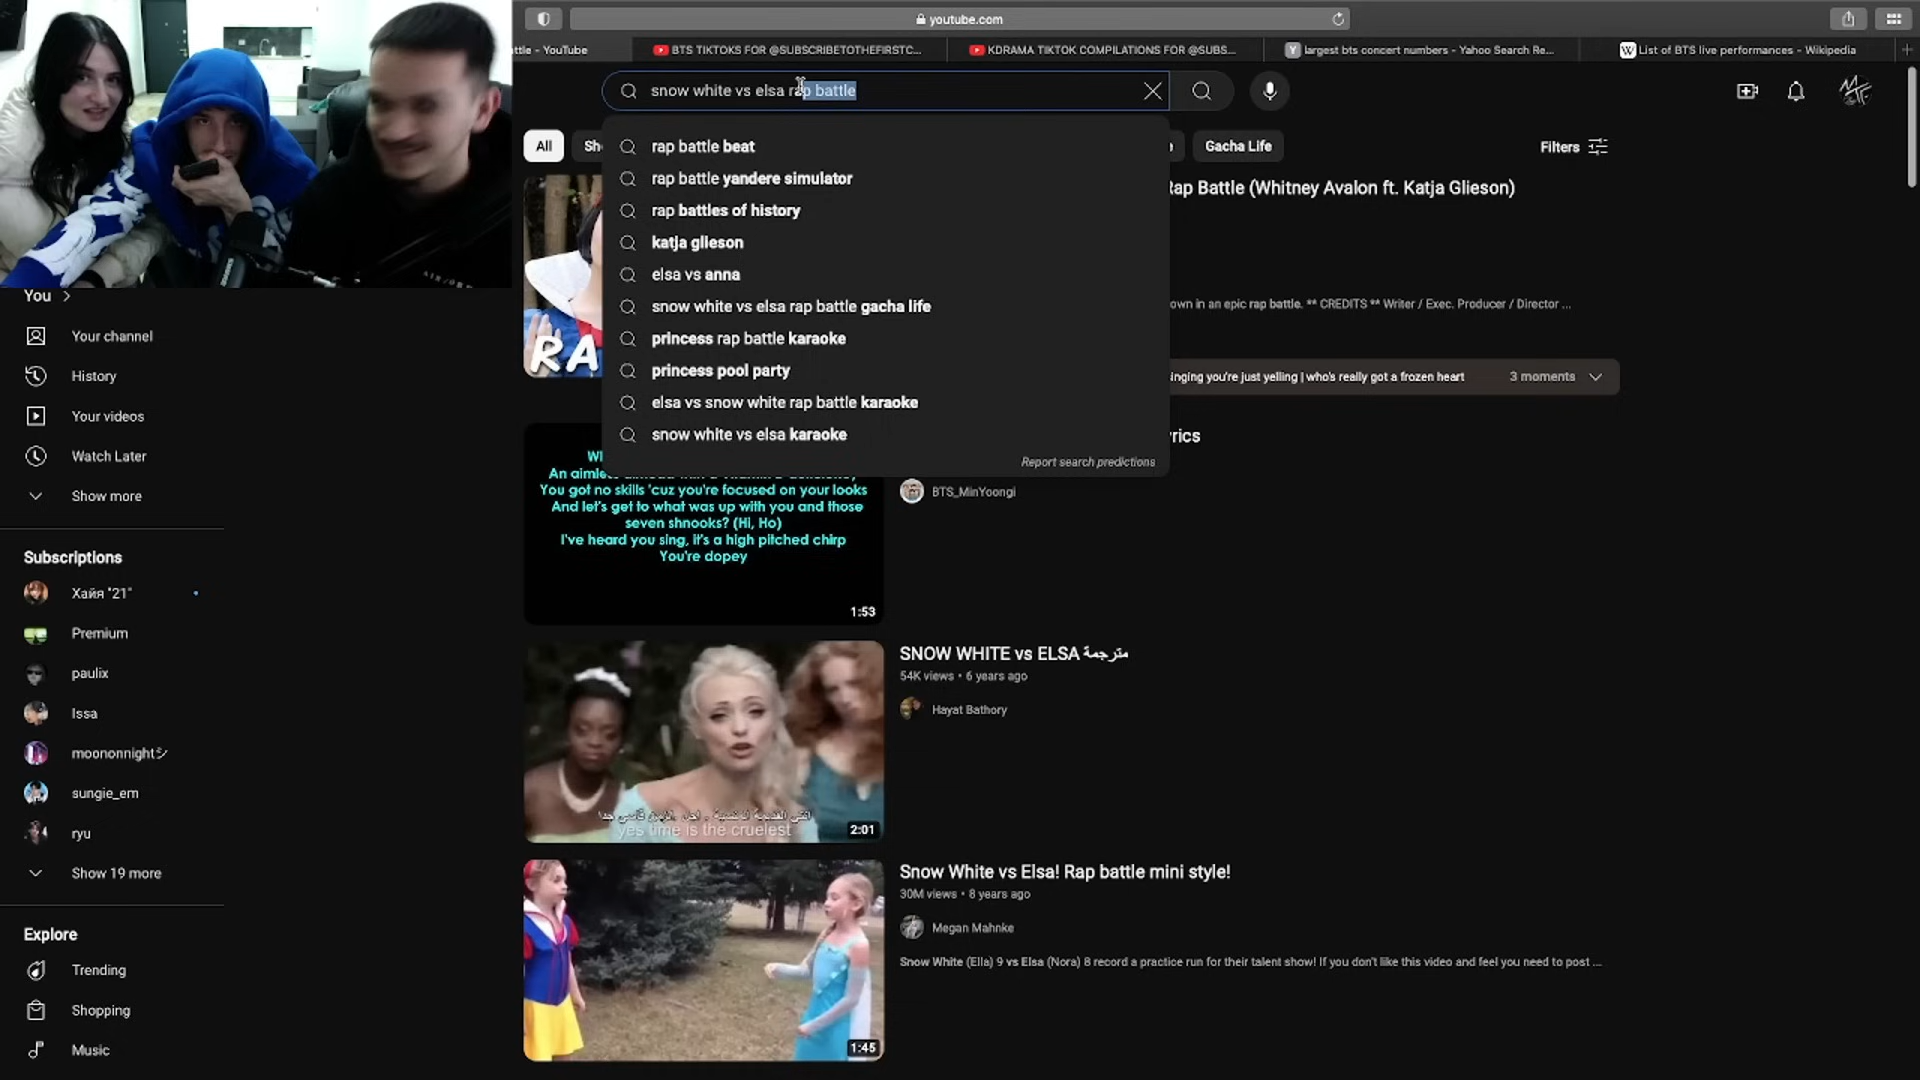 youtube.com
ttle - YouTube
BTS TIKTOKS FOR @SUBSCRIBETOTHEFIRSTC...
KDRAMA TIKTOK COMPILATIONS FOR @SUBS...
largest bts concert numbers - Yahoo Search Re...
List of BTS live performances - Wikipedia
snow white vs elsa rap battle
All
Sh
Gacha Life
Filters
rap battle beat
rap battle yandere simulator
rap battles of history
katja glieson
elsa vs anna
snow white vs elsa rap battle gacha life
princess rap battle karaoke
princess pool party
elsa vs snow white rap battle karaoke
snow white vs elsa karaoke
Report search predictions
Rap Battle (Whitney Avalon ft. Katja Glieson)
own in an epic rap battle. ** CREDITS ** Writer / Exec. Producer / Director ...
inging you're just yelling | who's really got a frozen heart
3 moments
RA
You
Your channel
History
Your videos
Watch Later
Show more
Subscriptions
Хайя "21"
Premium
paulix
Issa
moononnightシ
sungie_em
ryu
Show 19 more
Explore
Trending
Shopping
Music
rics
BTS_MinYoongi
You got no skills 'cuz you're focused on your looks
And let's get to what was up with you and those
seven shnooks? (Hi, Ho)
I've heard you sing, it's a high pitched chirp
You're dopey
1:53
SNOW WHITE vs ELSA مترجمة
54K views • 6 years ago
Hayat Bathory
yes time is the cruelest
2:01
Snow White vs Elsa! Rap battle mini style!
30M views • 8 years ago
Megan Mahnke
Snow White (Ella) 9 vs Elsa (Nora) 8 record a practice run for their talent show! If you don't like this video and feel you need to post ...
1:45